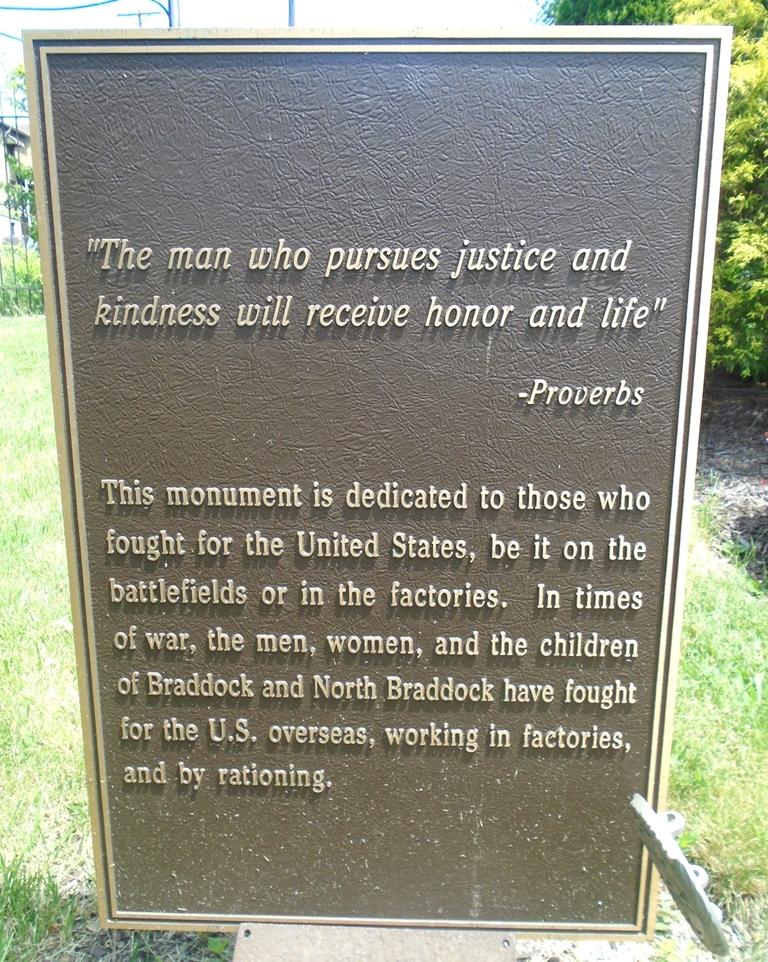 "The man who pursues justice and
kindness will receive honor and life"
-Proverbs
This monument is dedicated to those who
fought for the United States, be it on the
battlefields or in the factories. In times
of war, the men, women, and the children
of Braddock and North Braddock have fought
for the U.S. overseas, working in factories,
and by rationing.